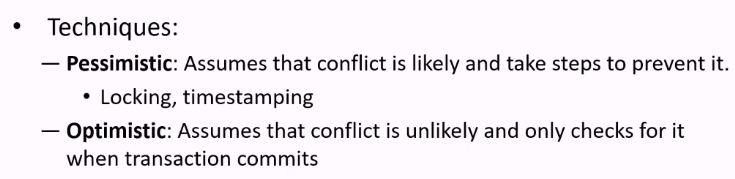 • Techniques:
— Pessimistic: Assumes that conflict is likely and take steps to prevent it.
• Locking, timestamping
— Optimistic: Assumes that conflict is unlikely and only checks for it
when transaction commits